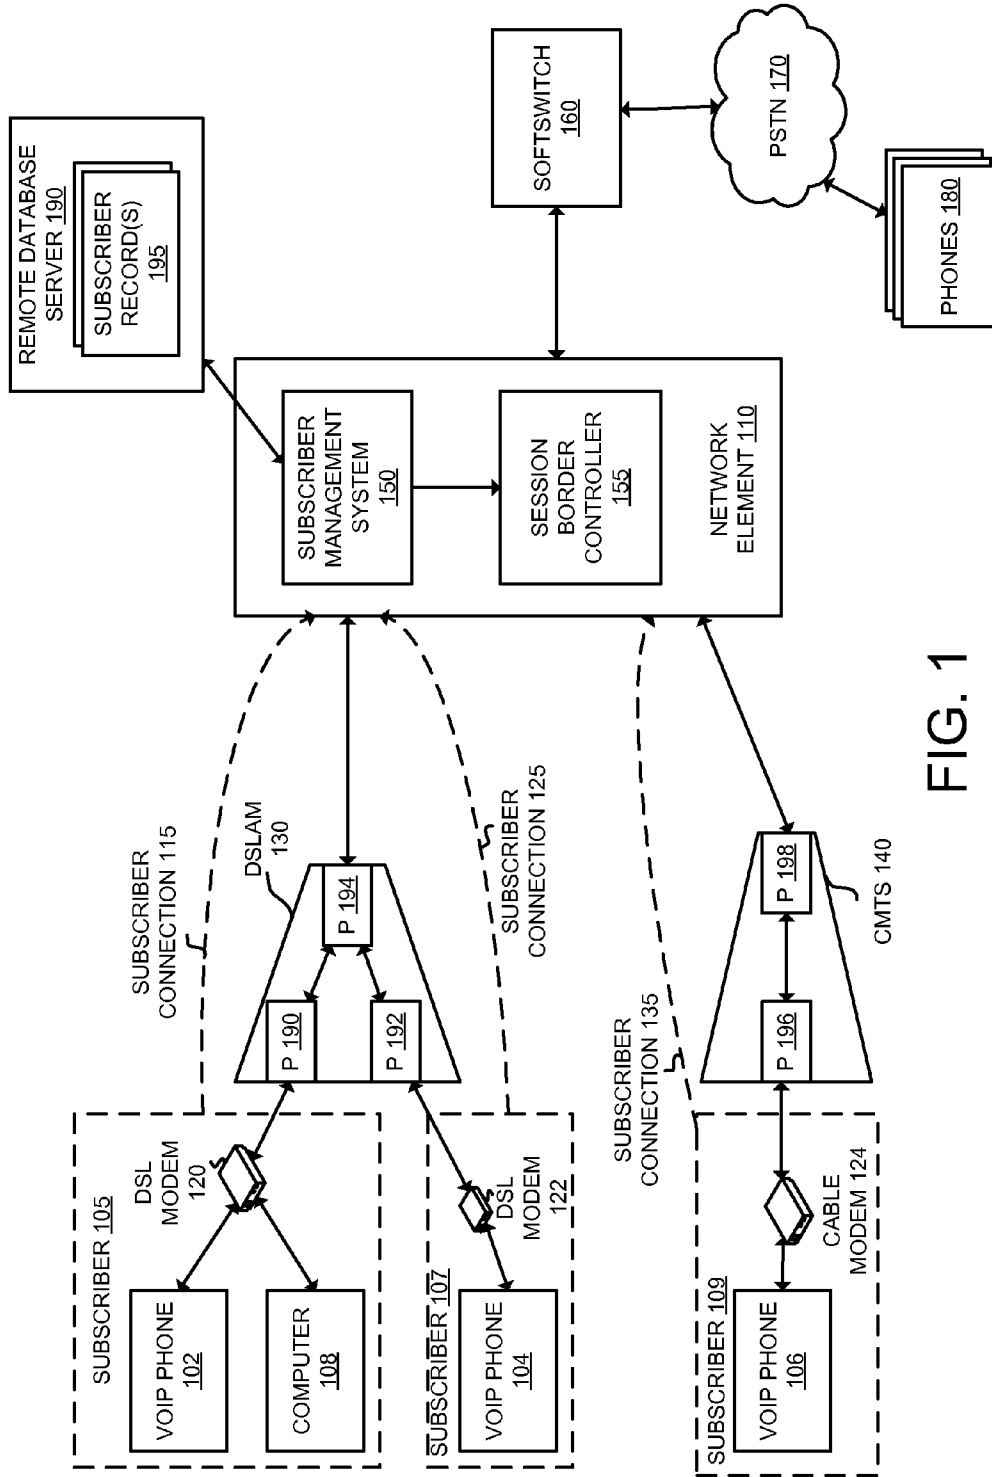 REMOTE DATABASE
SERVER 190
SUBSCRIBER
RECORD(S)
195
SOFTSWITCH
160
PSTN 170
PHONES 180
SUBSCRIBER
MANAGEMENT
SYSTEM
150
SESSION
BORDER
CONTROLLER
155
NETWORK
ELEMENT 110
SUBSCRIBER
CONNECTION 115
DSLAM
130
P 194
P 190
P 192
SUBSCRIBER
CONNECTION 125
SUBSCRIBER
CONNECTION 135
P 198
P 196
CMTS 140
SUBSCRIBER 105
DSL
MODEM
120
VOIP PHONE
102
COMPUTER
108
SUBSCRIBER 107
DSL
MODEM
122
VOIP PHONE
104
SUBSCRIBER 109
CABLE
MODEM 124
VOIP PHONE
106
FIG. 1